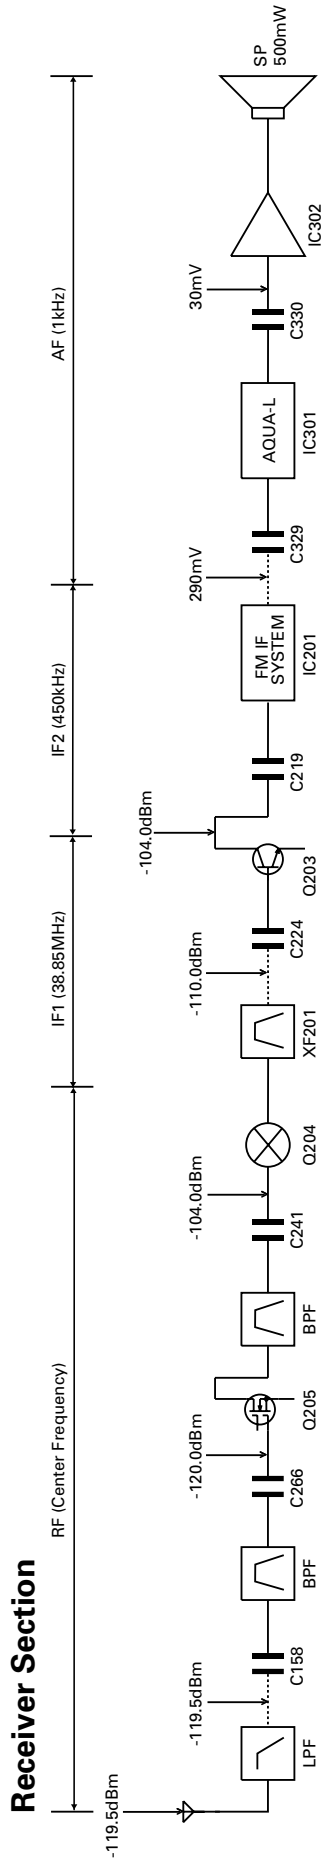 Receiver Section
RF (Center Frequency)
IF1 (38.85MHz)
IF2 (450kHz)
AF (1kHz)
-119.5dBm
-119.5dBm
-120.0dBm
-104.0dBm
-110.0dBm
-104.0dBm
290mV
30mV
SP
500mW
FM IF
SYSTEM
AQUA-L
LPF
C158
BPF
C266
Q205
BPF
C241
Q204
XF201
C224
Q203
C219
IC201
C329
IC301
C330
IC302